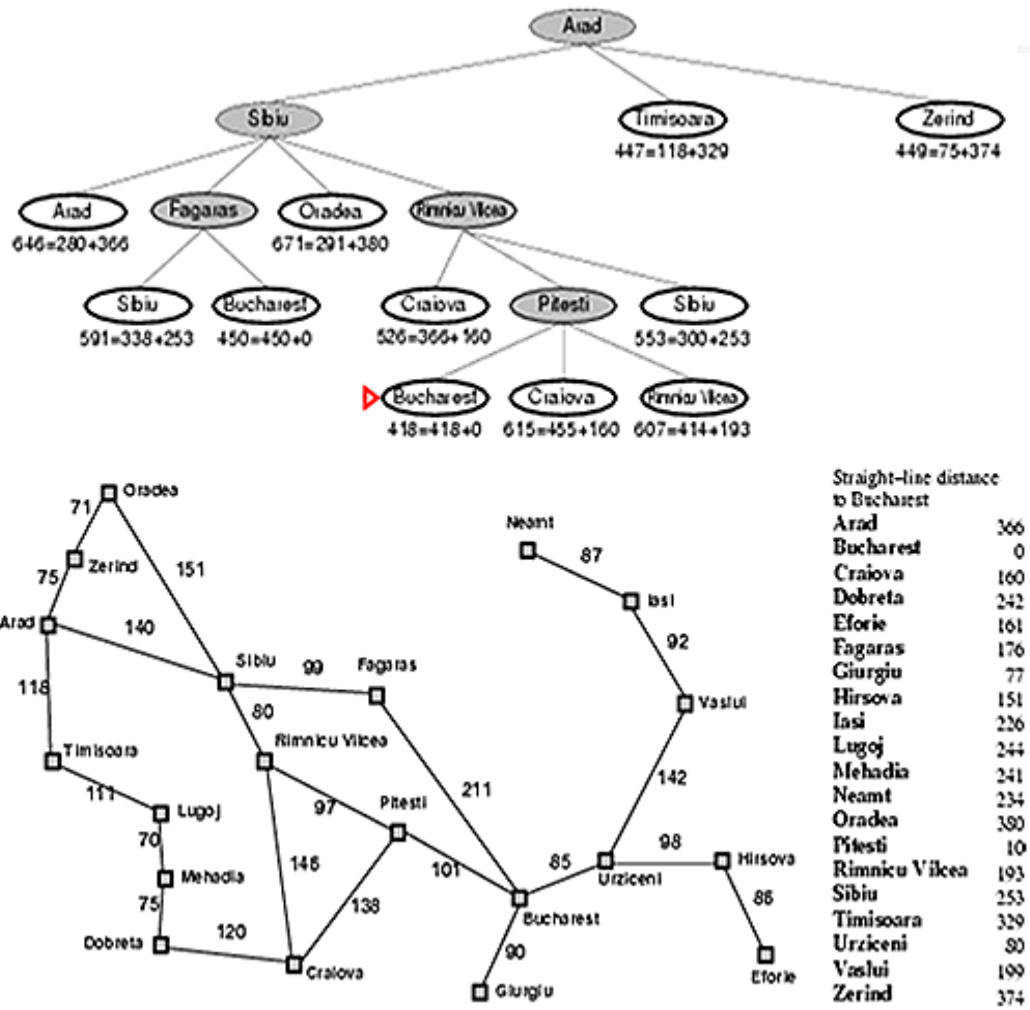 Arad
Sibiu Timisoara Zerind
447=118+329 449=75+374
Arad Fagaras Oradea Rimnicu Vilcea
646=280+366 671=291+380
Sibiu Bucharest Craiova Pitesti Sibiu
591=338+253 450=450+0 526=366+160 553=300+253
Bucharest Craiova Rimnicu Vilcea
418=418+0 615=455+160 607=414+193
Oradea
71
Zerind
75
151
Arad
140
118
Sibiu
99
Fagaras
80
Rimnicu Vilcea
Timisoara
111
Lugoj
70
Mehadia
75
Dobreta
120
146
97
Pitesti
138
Craiova
101
211
Bucharest
90
Giurgiu
85
Urziceni
98
Hirsova
86
Eforie
142
Vaslui
92
Iasi
87
Neamt
Straight-line distance
to Bucharest
Arad 366
Bucharest 0
Craiova 160
Dobreta 242
Eforie 161
Fagaras 176
Giurgiu 77
Hirsova 151
Iasi 226
Lugoj 244
Mehadia 241
Neamt 234
Oradea 380
Pitesti 10
Rimnicu Vilcea 193
Sibiu 253
Timisoara 329
Urziceni 80
Vaslui 199
Zerind 374